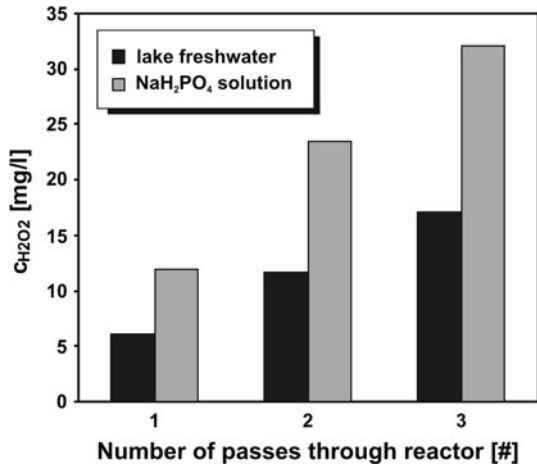 35
30
25
20
15
10
5
0
c_H2O2 [mg/l]
lake freshwater
NaH₂PO₄ solution
1 2 3
Number of passes through reactor [#]